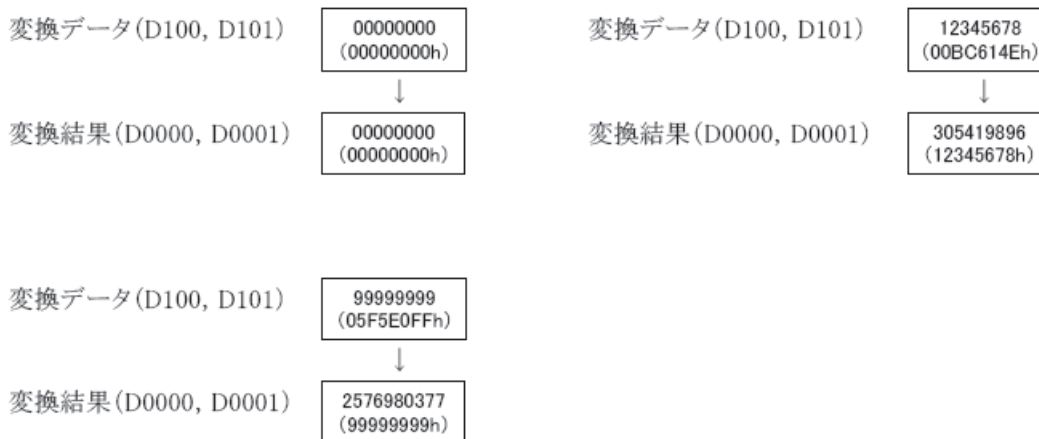 変換データ(D100, D101)
00000000
(00000000h)
↓
変換結果(D0000, D0001)
00000000
(00000000h)
変換データ(D100, D101)
12345678
(00BC614Eh)
↓
変換結果(D0000, D0001)
305419896
(12345678h)
変換データ(D100, D101)
99999999
(05F5E0FFh)
↓
変換結果(D0000, D0001)
2576980377
(99999999h)